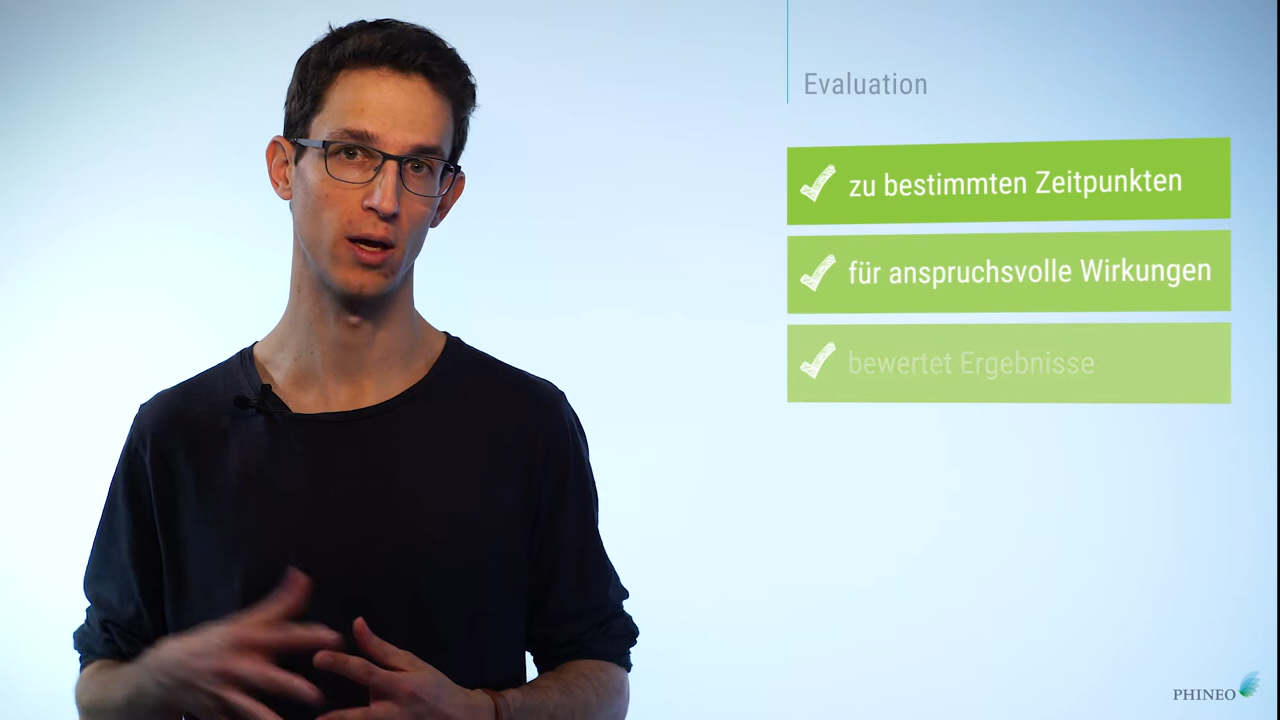 Evaluation
zu bestimmten Zeitpunkten
für anspruchsvolle Wirkungen
bewertet Ergebnisse
PHINEO